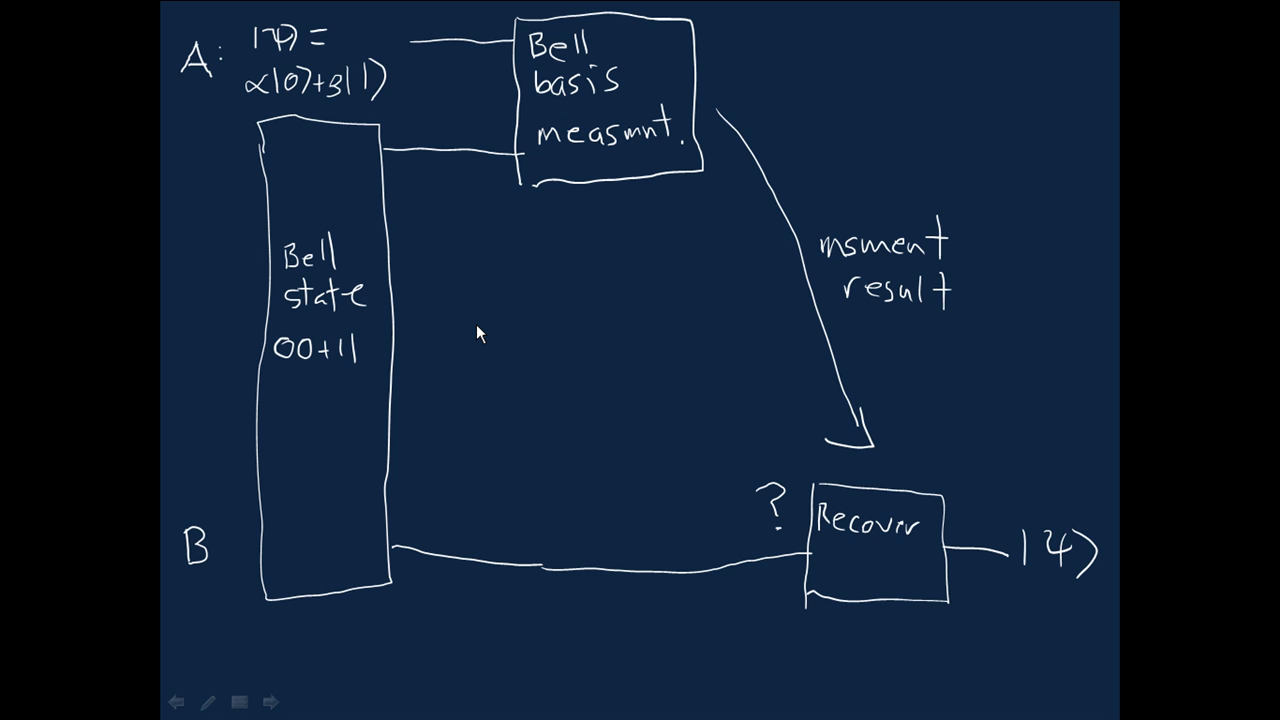 A:
|ψ⟩ =
α|0⟩+β|1⟩
Bell
basis
measmnt.
Bell
state
00+11
msment
result
B
?
Recover
|ψ⟩